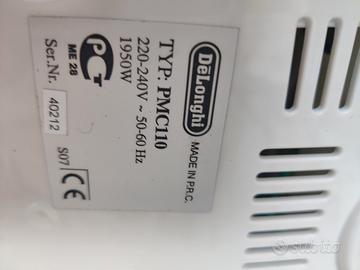 DeLonghi
MADE IN P.R.C.
TYP: PMC110
220-240V ~ 50-60 Hz
1950W
PCT
ME 28
Ser.Nr. 40212 S07
CE
subito